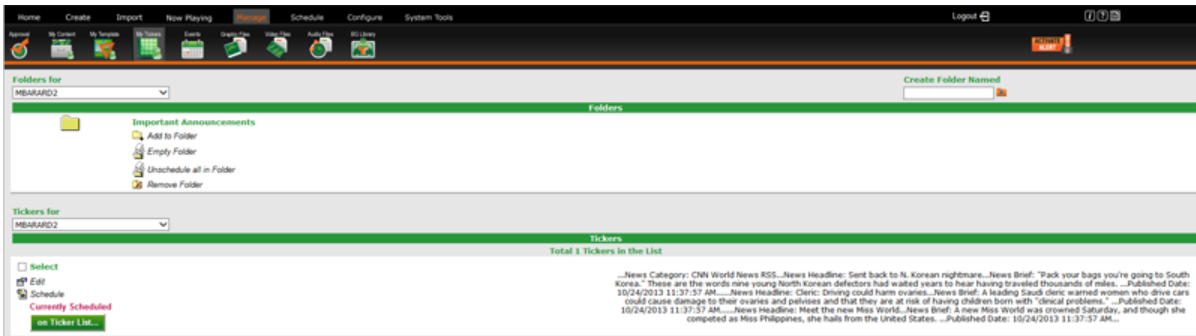 Home Create Import Now Playing Manage Schedule Configure System Tools Logout
Approval My Content My Template My Tickers Events Graphic Files Video Files Audio Files BG Library
ACTIVATE
ALERT
Folders for Create Folder Named
MBARARD2
Folders
Important Announcements
Add to Folder
Empty Folder
Unschedule all in Folder
Remove Folder
Tickers for
MBARARD2
Tickers
Total 1 Tickers in the List
Select
Edit
Schedule
Currently Scheduled
on Ticker List...
...News Category: CNN World News RSS...News Headline: Sent back to N. Korean nightmare...News Brief: "Pack your bags you're going to South
Korea." These are the words nine young North Korean defectors had waited years to hear having traveled thousands of miles. ...Published Date:
10/24/2013 11:37:57 AM......News Headline: Cleric: Driving could harm ovaries...News Brief: A leading Saudi cleric warned women who drive cars
could cause damage to their ovaries and pelvises and that they are at risk of having children born with "clinical problems." ...Published Date:
10/24/2013 11:37:57 AM......News Headline: Meet the new Miss World...News Brief: A new Miss World was crowned Saturday, and though she
competed as Miss Philippines, she hails from the United States. ...Published Date: 10/24/2013 11:37:57 AM...